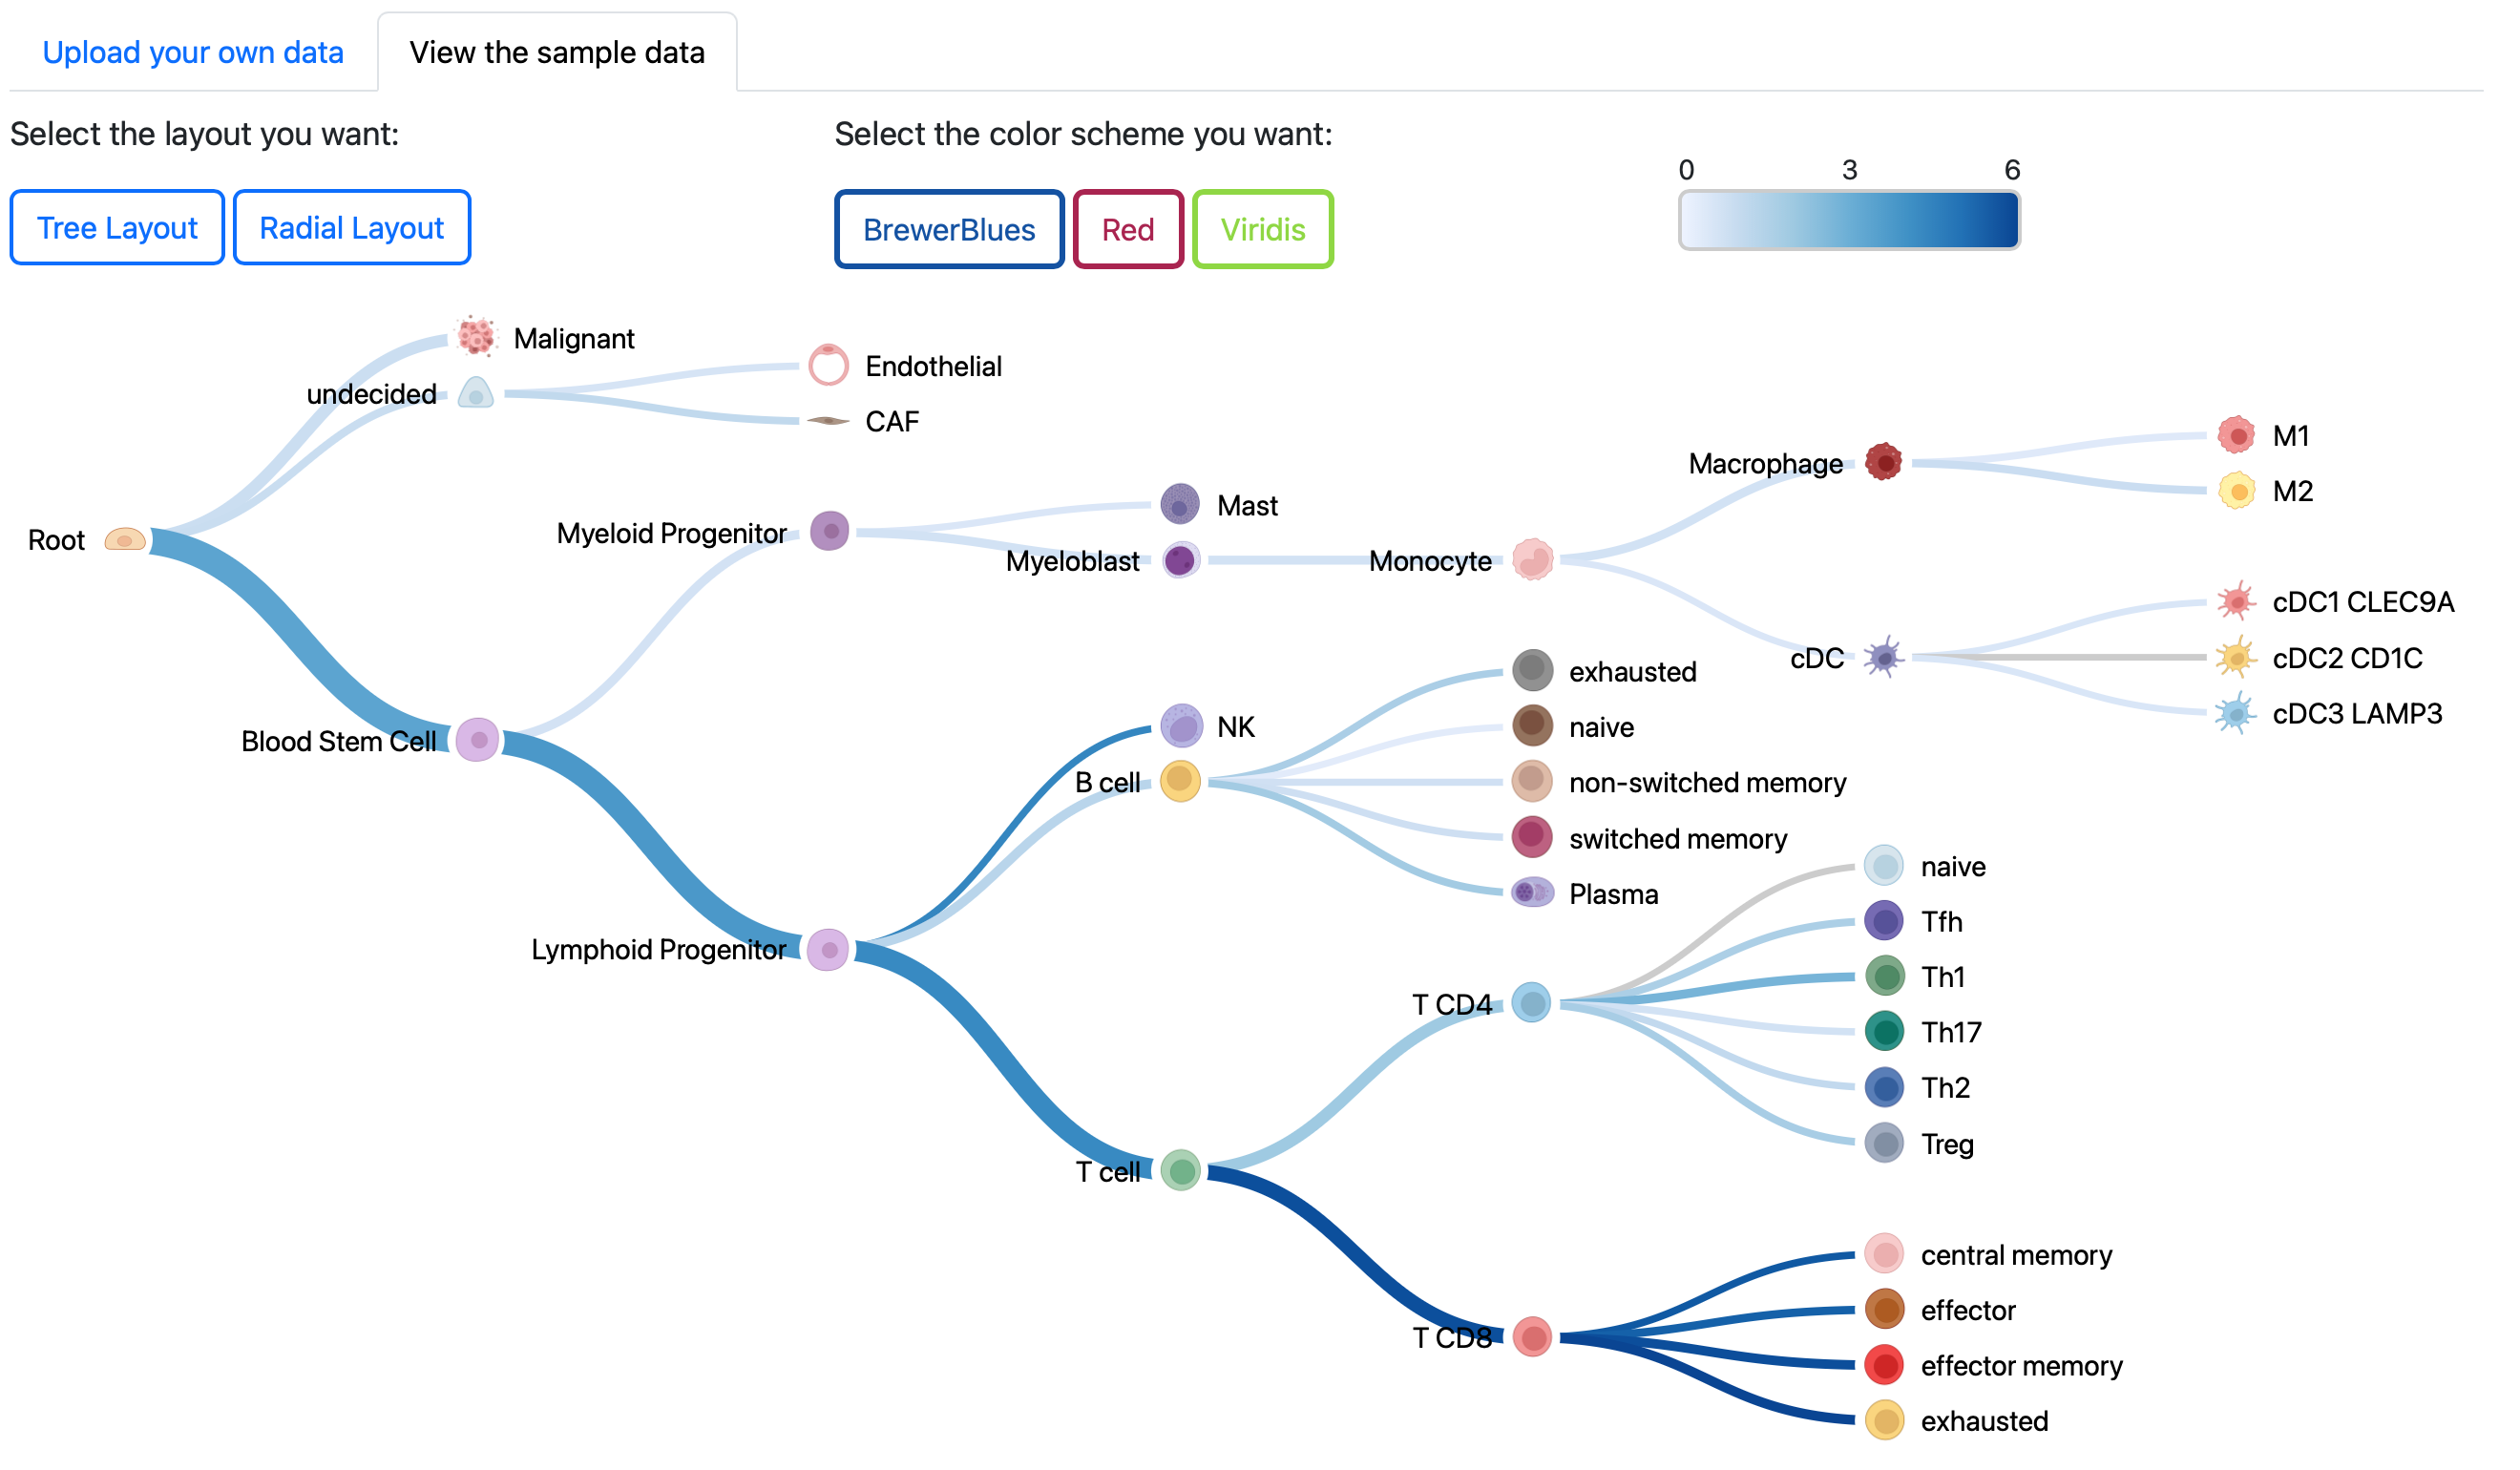 Upload your own data
View the sample data
Select the layout you want:
Select the color scheme you want:
0 3 6
Tree Layout
Radial Layout
BrewerBlues
Red
Viridis
Malignant
Endothelial
undecided
CAF
M1
Macrophage
M2
Mast
Root
Myeloid Progenitor
Myeloblast
Monocyte
cDC1 CLEC9A
cDC
cDC2 CD1C
exhausted
cDC3 LAMP3
NK
naive
Blood Stem Cell
B cell
non-switched memory
switched memory
naive
Plasma
Tfh
Lymphoid Progenitor
Th1
T CD4
Th17
Th2
Treg
T cell
central memory
effector
T CD8
effector memory
exhausted